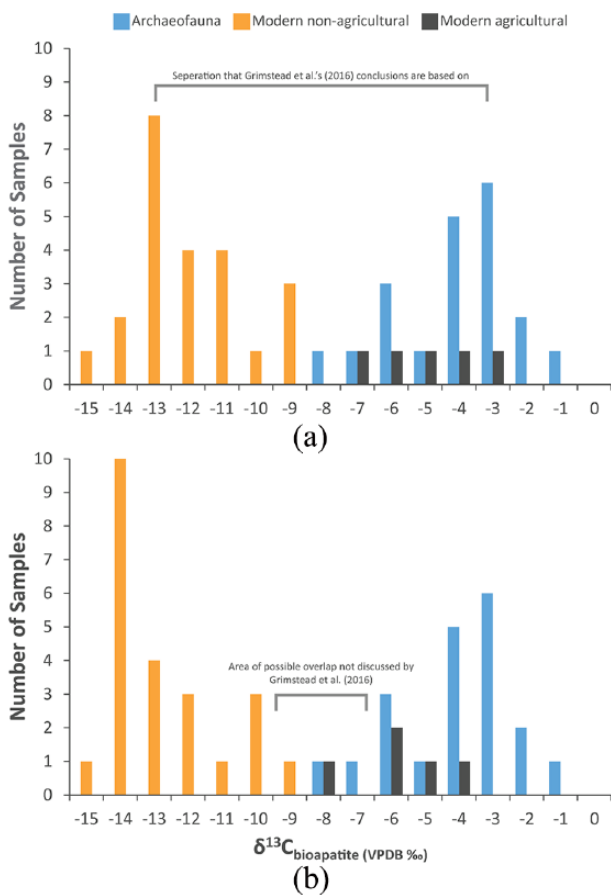 Archaeofauna Modern non-agricultural Modern agricultural
Seperation that Grimstead et al.'s (2016) conclusions are based on
Number of Samples
10
9
8
7
6
5
4
3
2
1
0
-15 -14 -13 -12 -11 -10 -9 -8 -7 -6 -5 -4 -3 -2 -1 0
(a)
Area of possible overlap not discussed by
Grimstead et al. (2016)
Number of Samples
10
9
8
7
6
5
4
3
2
1
0
-15 -14 -13 -12 -11 -10 -9 -8 -7 -6 -5 -4 -3 -2 -1 0
δ¹³Cbioapatite (VPDB ‰)
(b)